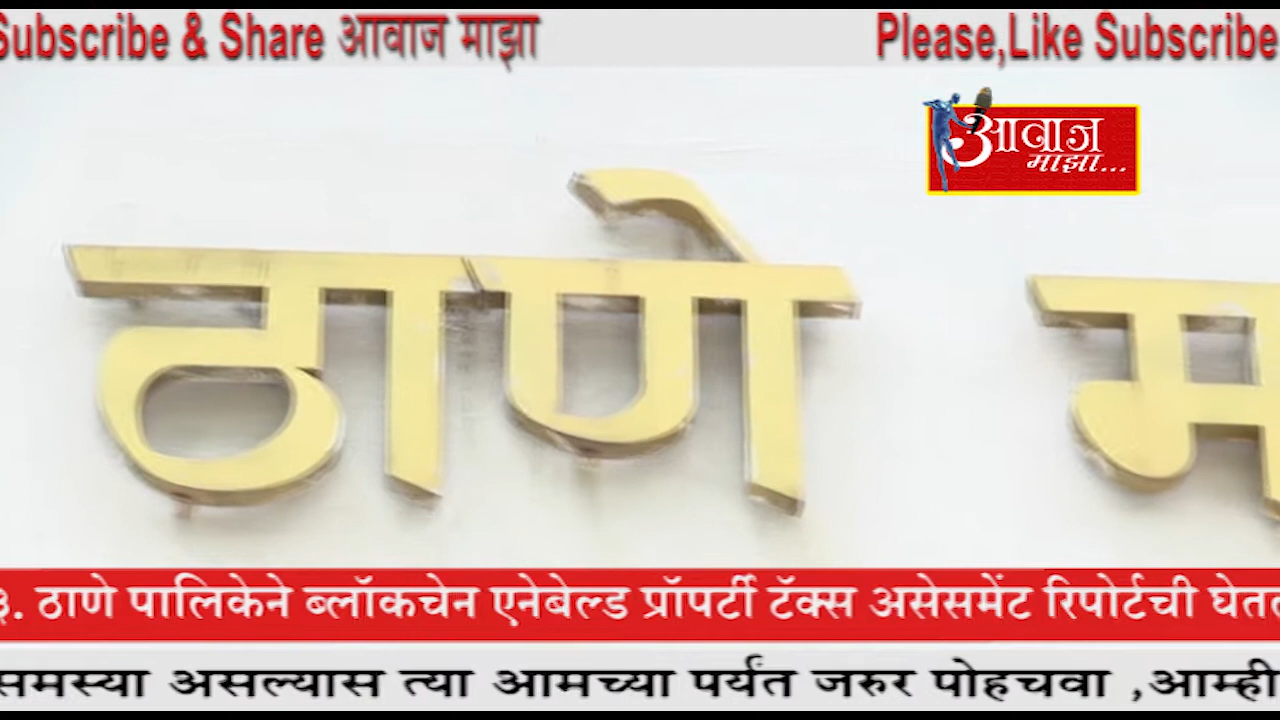 Subscribe & Share आवाज माझा Please,Like Subscribe
आवाज
माझा...
ठाणे म
३. ठाणे पालिकेने ब्लॉकचेन एनेबेल्ड प्रॉपर्टी टॅक्स असेसमेंट रिपोर्टची घेतल
समस्या असल्यास त्या आमच्या पर्यंत जरुर पोहचवा ,आम्ही